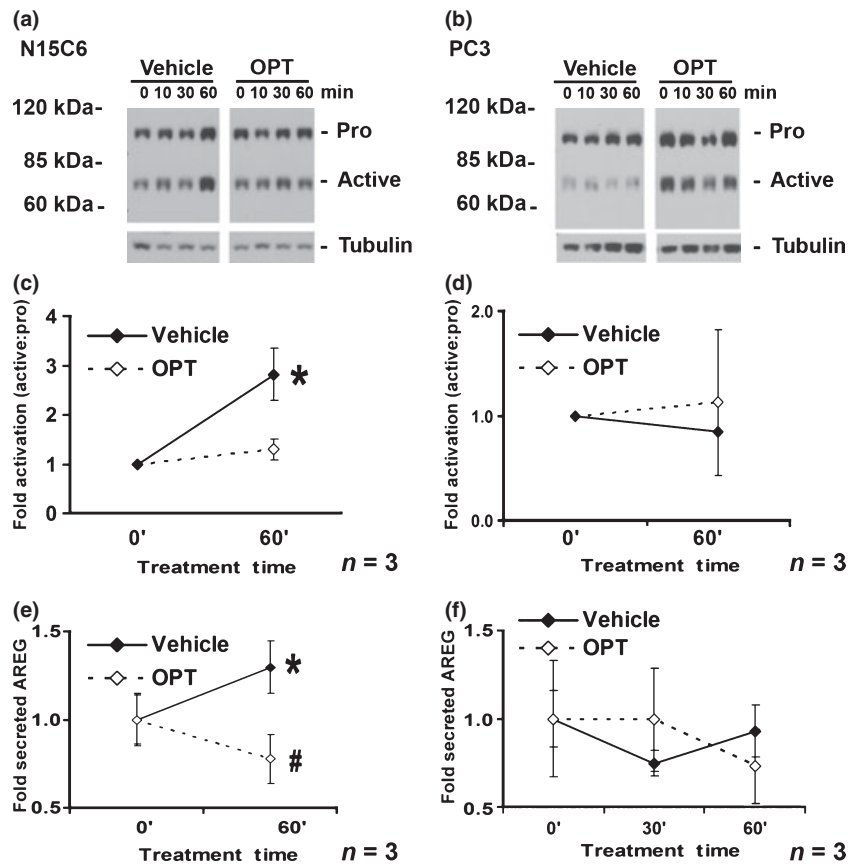 (a)
N15C6
Vehicle OPT
0 10 30 60 0 10 30 60 min
120 kDa-
- Pro
85 kDa-
- Active
60 kDa-
- Tubulin
(b)
PC3
Vehicle OPT
0 10 30 60 0 10 30 60 min
120 kDa-
- Pro
85 kDa-
- Active
60 kDa-
- Tubulin
(c)
Fold activation (active:pro)
4
3
2
1
0
Vehicle
OPT
*
0' 60'
Treatment time
n = 3
(d)
Fold activation (active:pro)
2.0
1.0
0.0
Vehicle
OPT
0' 60'
Treatment time
n = 3
(e)
Fold secreted AREG
1.5
1.0
0.5
Vehicle
OPT
*
#
0' 60'
Treatment time
n = 3
(f)
Fold secreted AREG
1.5
1.0
0.5
Vehicle
OPT
0' 30' 60'
Treatment time
n = 3